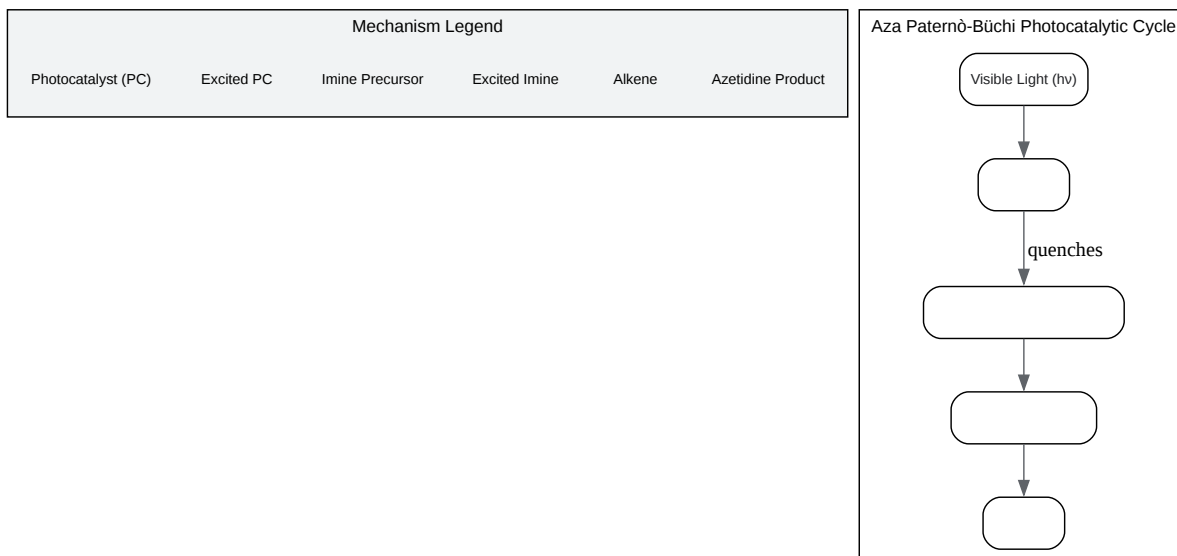 Mechanism Legend
Photocatalyst (PC) Excited PC Imine Precursor Excited Imine Alkene Azetidine Product
Aza Paternò-Büchi Photocatalytic Cycle
Visible Light (hν)
quenches